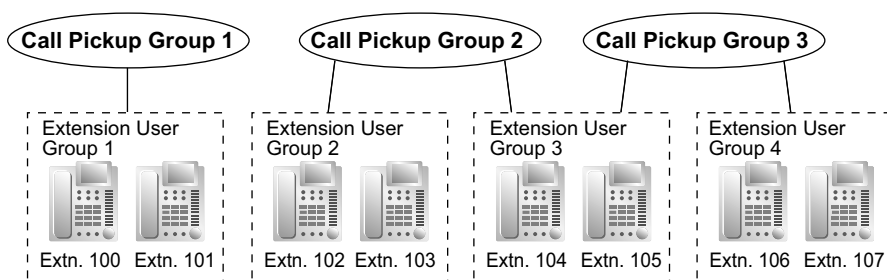 Call Pickup Group 1
Call Pickup Group 2
Call Pickup Group 3
Extension User
Group 1
Extension User
Group 2
Extension User
Group 3
Extension User
Group 4
Extn. 100
Extn. 101
Extn. 102
Extn. 103
Extn. 104
Extn. 105
Extn. 106
Extn. 107